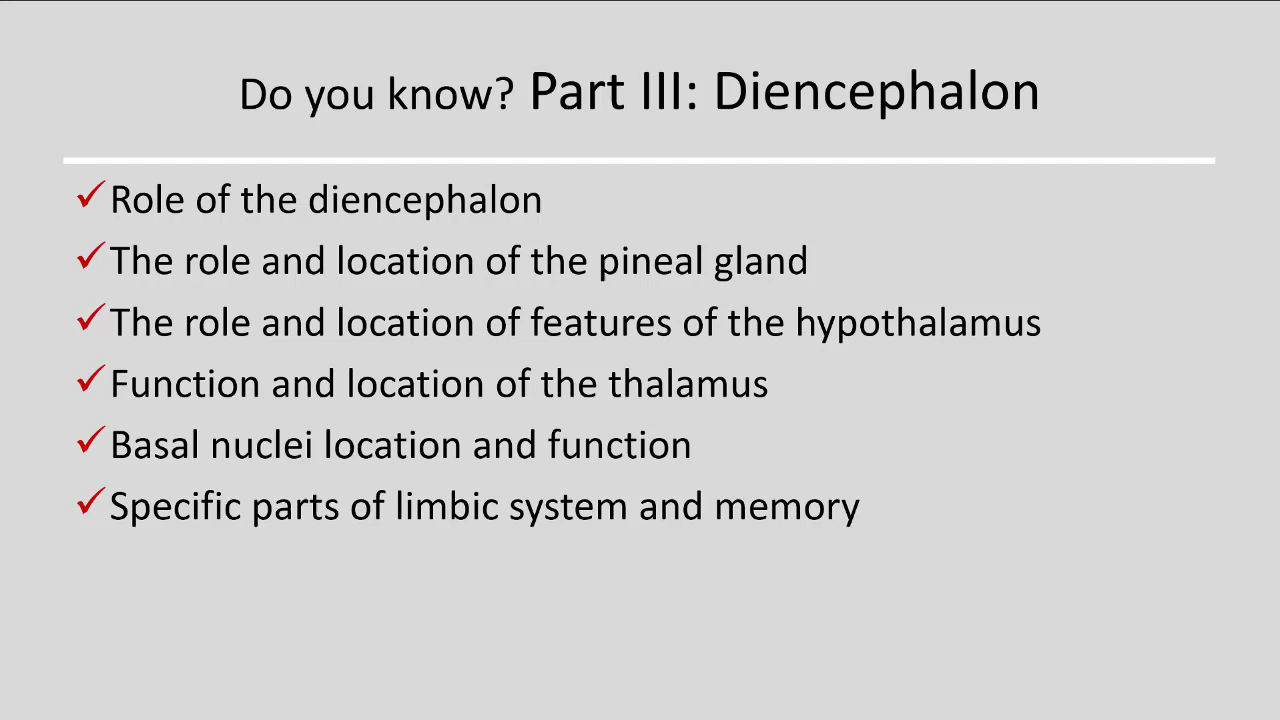 Do you know? Part III: Diencephalon
✓Role of the diencephalon
✓The role and location of the pineal gland
✓The role and location of features of the hypothalamus
✓Function and location of the thalamus
✓Basal nuclei location and function
✓Specific parts of limbic system and memory